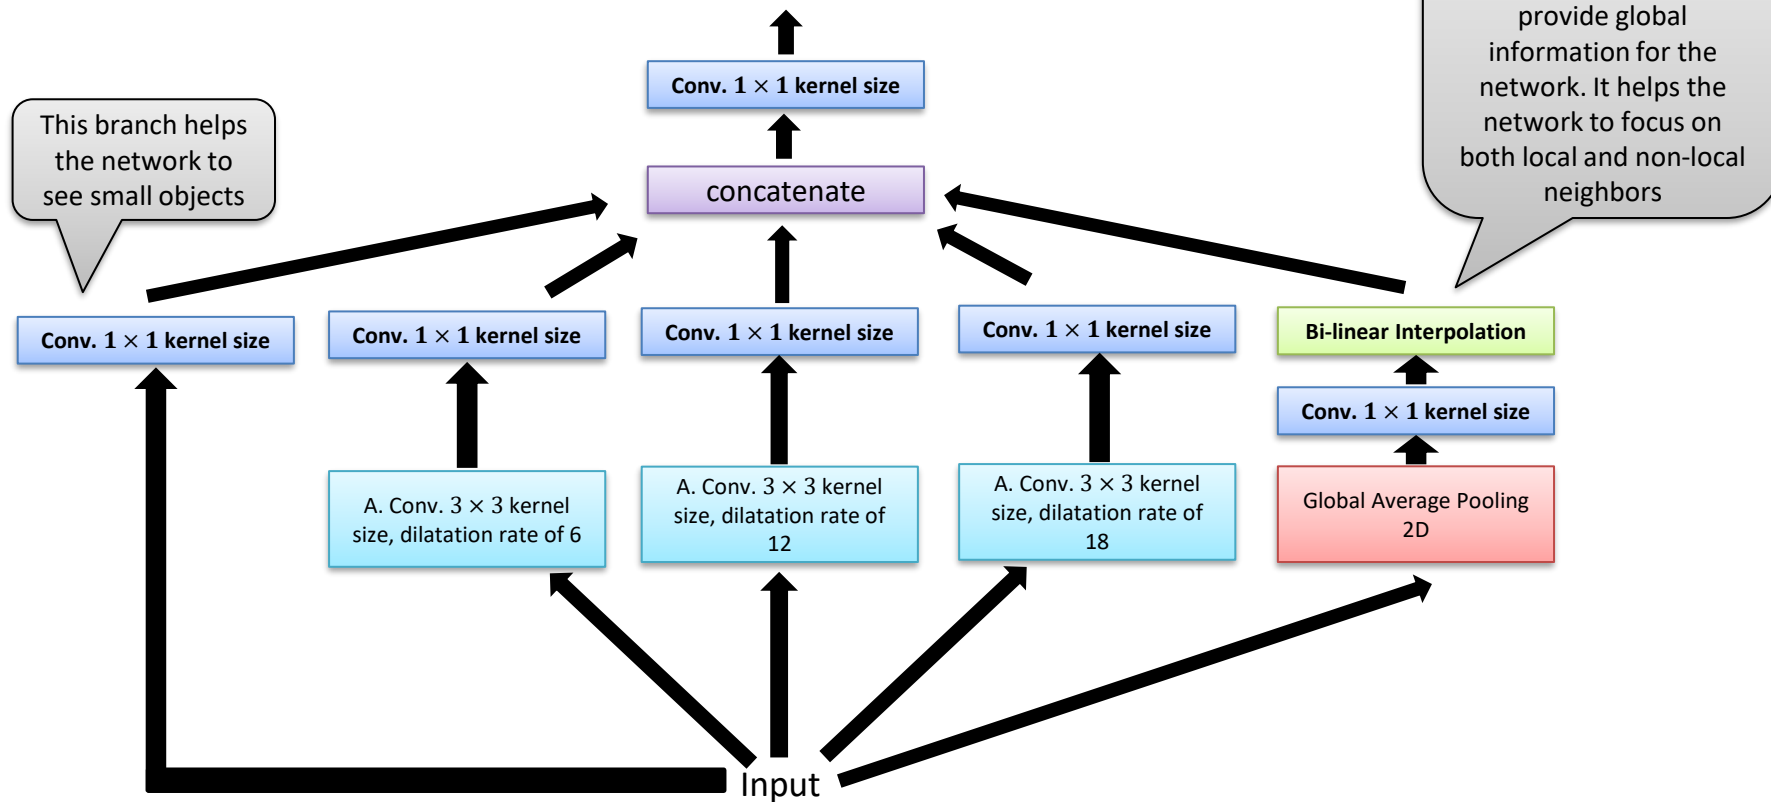 provide global
information for the
network. It helps the
network to focus on
both local and non-local
neighbors
Conv. 1 × 1 kernel size
This branch helps
the network to
see small objects
concatenate
Conv. 1 × 1 kernel size
Conv. 1 × 1 kernel size
Conv. 1 × 1 kernel size
Conv. 1 × 1 kernel size
Bi-linear Interpolation
Conv. 1 × 1 kernel size
A. Conv. 3 × 3 kernel
size, dilatation rate of 6
A. Conv. 3 × 3 kernel
size, dilatation rate of
12
A. Conv. 3 × 3 kernel
size, dilatation rate of
18
Global Average Pooling
2D
Input